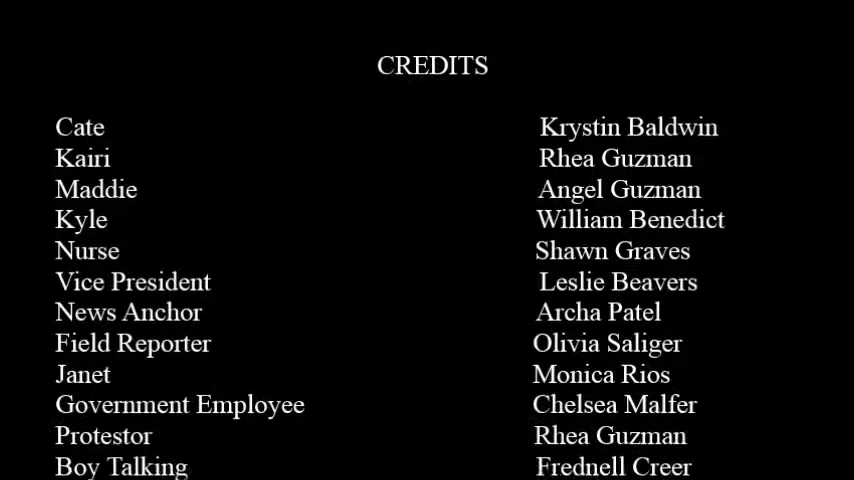 CREDITS
Cate Krystin Baldwin
Kairi Rhea Guzman
Maddie Angel Guzman
Kyle William Benedict
Nurse Shawn Graves
Vice President Leslie Beavers
News Anchor Archa Patel
Field Reporter Olivia Saliger
Janet Monica Rios
Government Employee Chelsea Malfer
Protestor Rhea Guzman
Boy Talking Frednell Creer